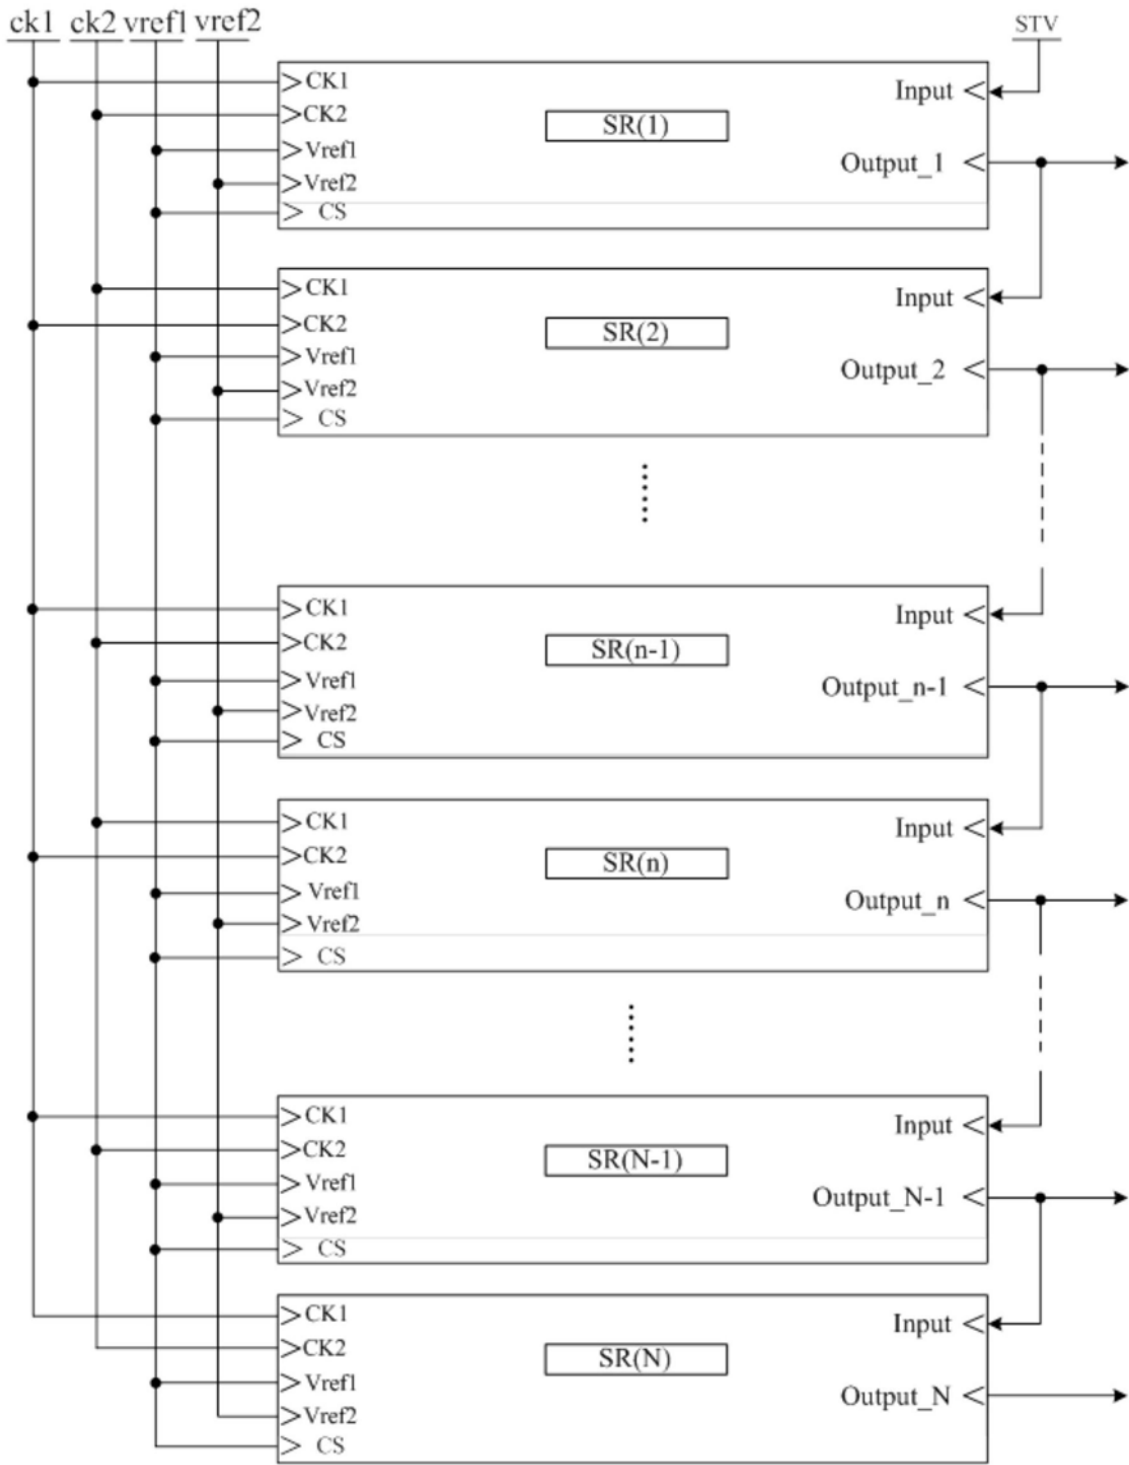 ck1 ck2 vref1 vref2 STV
CK1
Input
CK2
SR(1)
Vref1
Output_1
Vref2
CS
CK1
Input
CK2
SR(2)
Vref1
Output_2
Vref2
CS
CK1
Input
CK2
SR(n-1)
Vref1
Output_n-1
Vref2
CS
CK1
Input
CK2
SR(n)
Vref1
Output_n
Vref2
CS
CK1
Input
CK2
SR(N-1)
Vref1
Output_N-1
Vref2
CS
CK1
Input
CK2
SR(N)
Vref1
Output_N
Vref2
CS